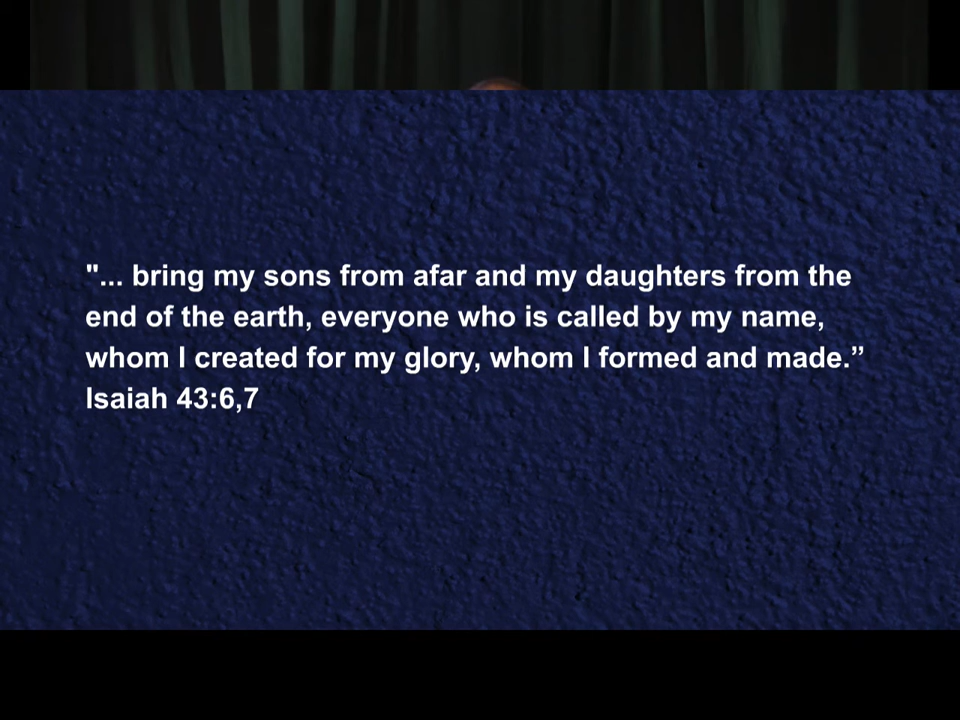 "... bring my sons from afar and my daughters from the
end of the earth, everyone who is called by my name,
whom I created for my glory, whom I formed and made.”
Isaiah 43:6,7